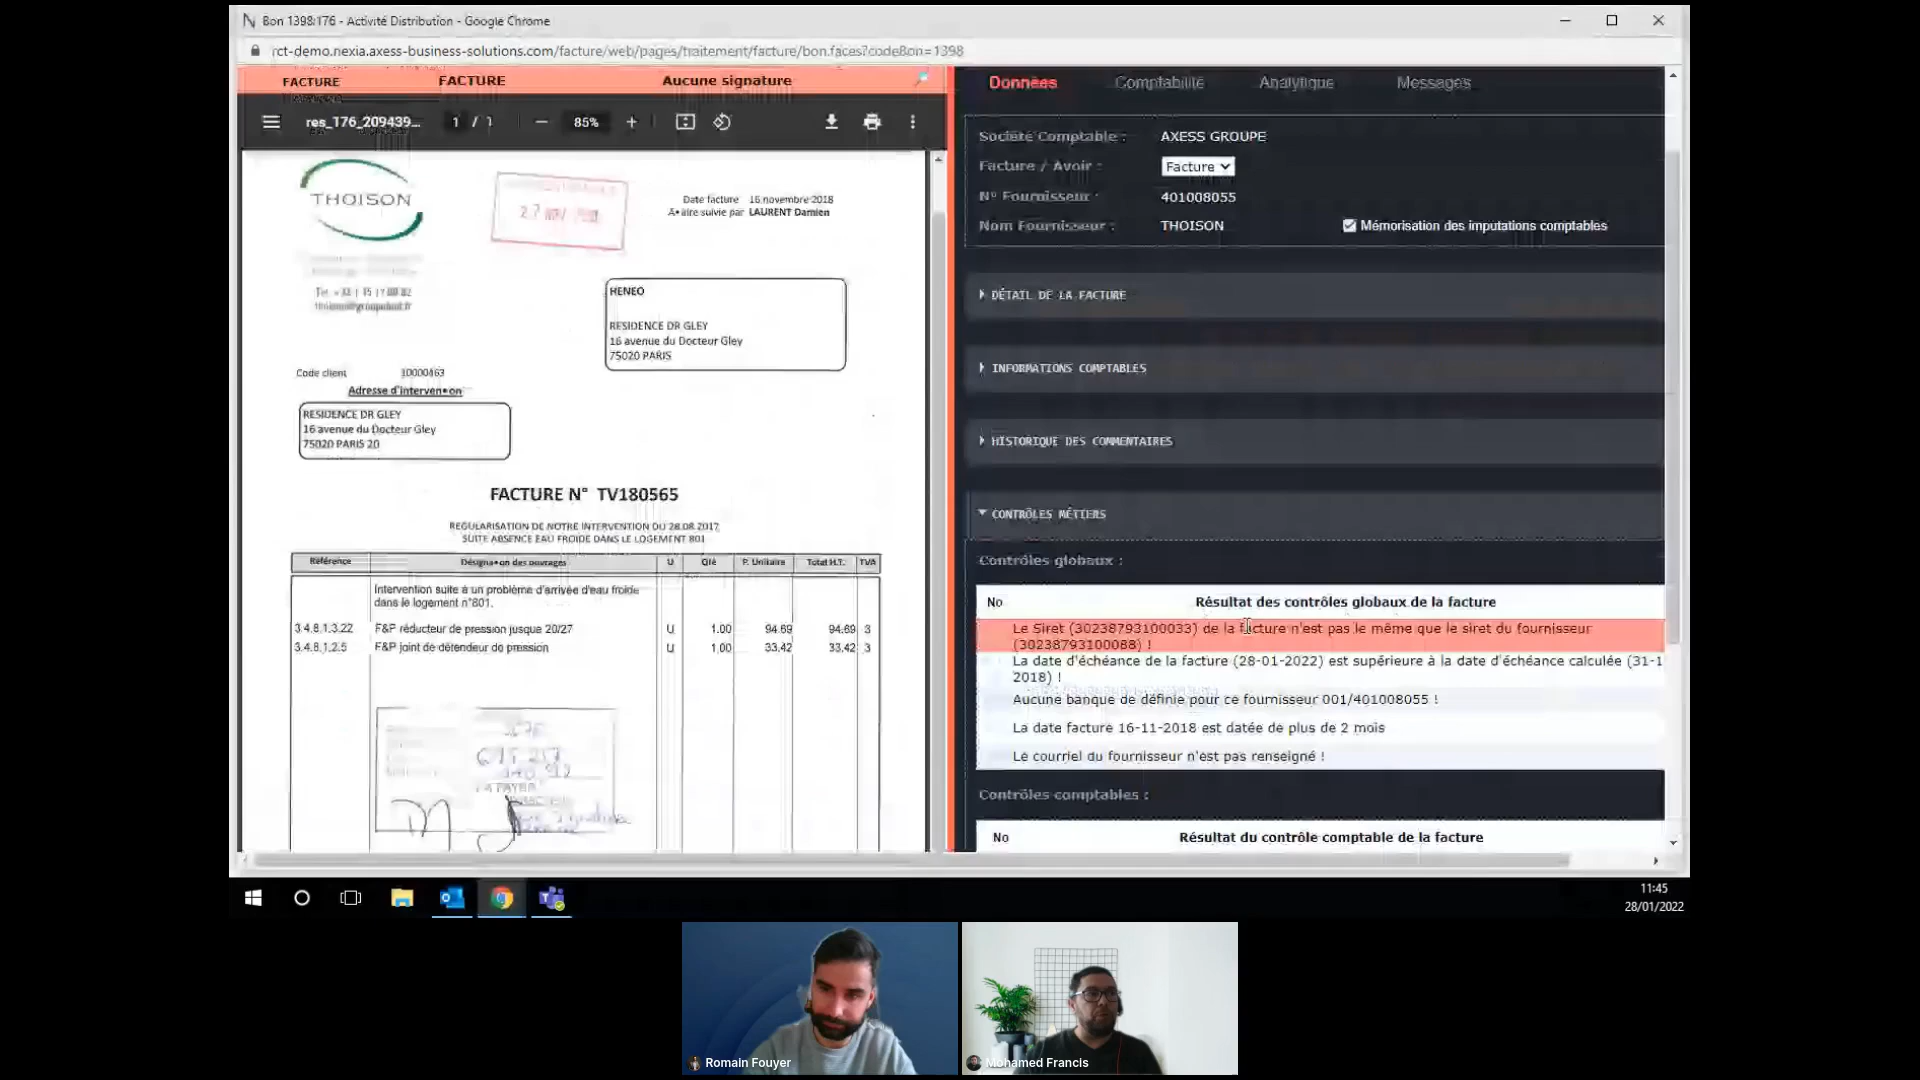 Bon 1398:176 - Activité Distribution - Google Chrome
rct-demo.nexia.axess-business-solutions.com/facture/web/pages/traitement/facture/bon.faces?codeBon=1398
FACTURE
FACTURE
Aucune signature
res_176_209439...
1 / 1
85%
THOISON
27 NOV
Date facture 16 novembre 2018
suivie par LAURENT Damien
HENEO
RESIDENCE DR GLEY
16 avenue du Docteur Gley
75020 PARIS
Code client 10000463
Adresse d'interven•on
RESIDENCE DR GLEY
16 avenue du Docteur Gley
75020 PARIS 20
FACTURE N° TV180565
REGULARISATION DE NOTRE INTERVENTION DU 28.08.2017
SUITE ABSENCE EAU FROIDE DANS LE LOGEMENT 801
Référence Désigna•on des ouvrages U Qté P. Unitaire Total H.T. TVA
Intervention suite à un problème d'arrivée d'eau froide
dans le logement n°801.
3.4.8.1.3.22 F&P réducteur de pression jusque 20/27 U 1.00 94.69 94.69 3
3.4.8.1.2.5 F&P joint de détendeur de pression U 1.00 33.42 33.42 3
Données
Comptabilité
Analytique
Messages
Société Comptable : AXESS GROUPE
Facture / Avoir : Facture
N° Fournisseur : 401008055
Nom Fournisseur : THOISON
Mémorisation des imputations comptables
DÉTAIL DE LA FACTURE
INFORMATIONS COMPTABLES
HISTORIQUE DES COMMENTAIRES
CONTRÔLES MÉTIERS
Contrôles globaux :
No Résultat des contrôles globaux de la facture
Le Siret (30238793100033) de la facture n'est pas le même que le siret du fournisseur
(30238793100088) !
La date d'échéance de la facture (28-01-2022) est supérieure à la date d'échéance calculée (31-1
2018) !
Aucune banque de définie pour ce fournisseur 001/401008055 !
La date facture 16-11-2018 est datée de plus de 2 mois
Le courriel du fournisseur n'est pas renseigné !
Contrôles comptables :
No Résultat du contrôle comptable de la facture
11:45
28/01/2022
Romain Fouyer
Mohamed Francis